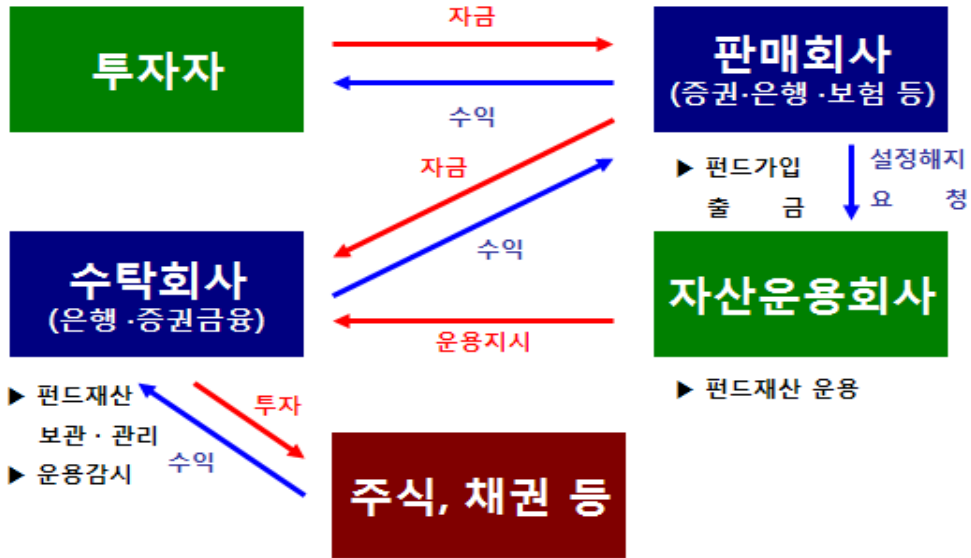 자금
투자자
판매회사
(증권·은행 ·보험 등)
수익
자금
▶ 펀드가입
출 금
설정해지
요 청
수익
수탁회사
(은행 ·증권금융)
자산운용회사
운용지시
▶ 펀드재산
보관 · 관리
▶ 운용감시
투자
수익
▶ 펀드재산 운용
주식, 채권 등